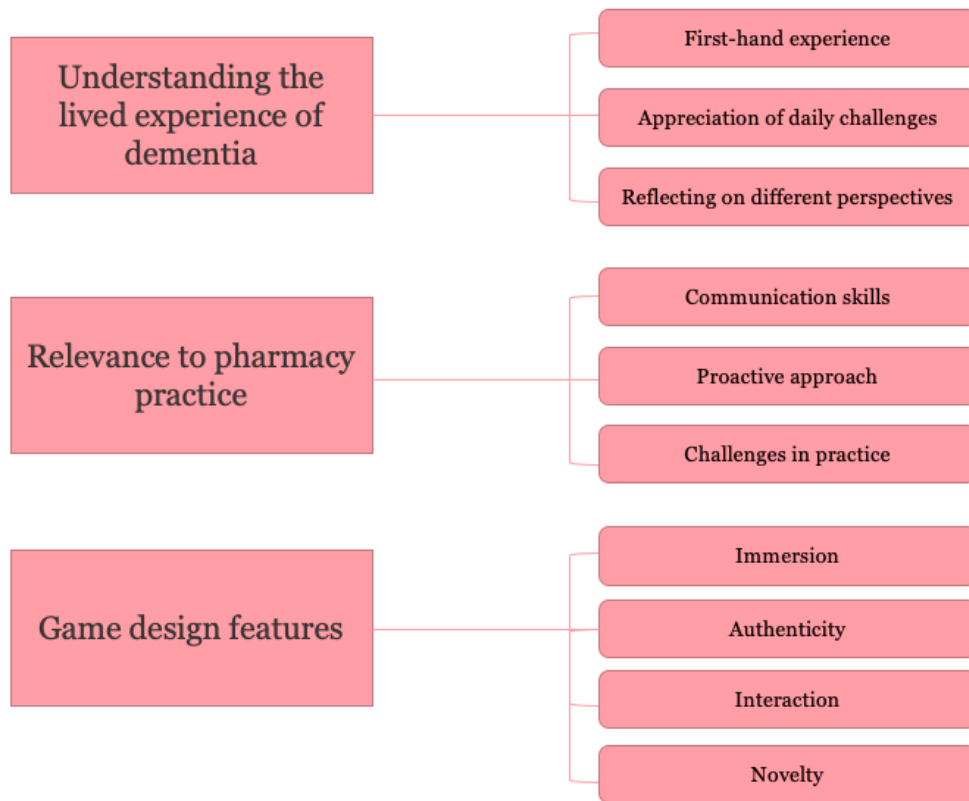 Understanding the
lived experience of
dementia
First-hand experience
Appreciation of daily challenges
Reflecting on different perspectives
Relevance to pharmacy
practice
Communication skills
Proactive approach
Challenges in practice
Game design features
Immersion
Authenticity
Interaction
Novelty